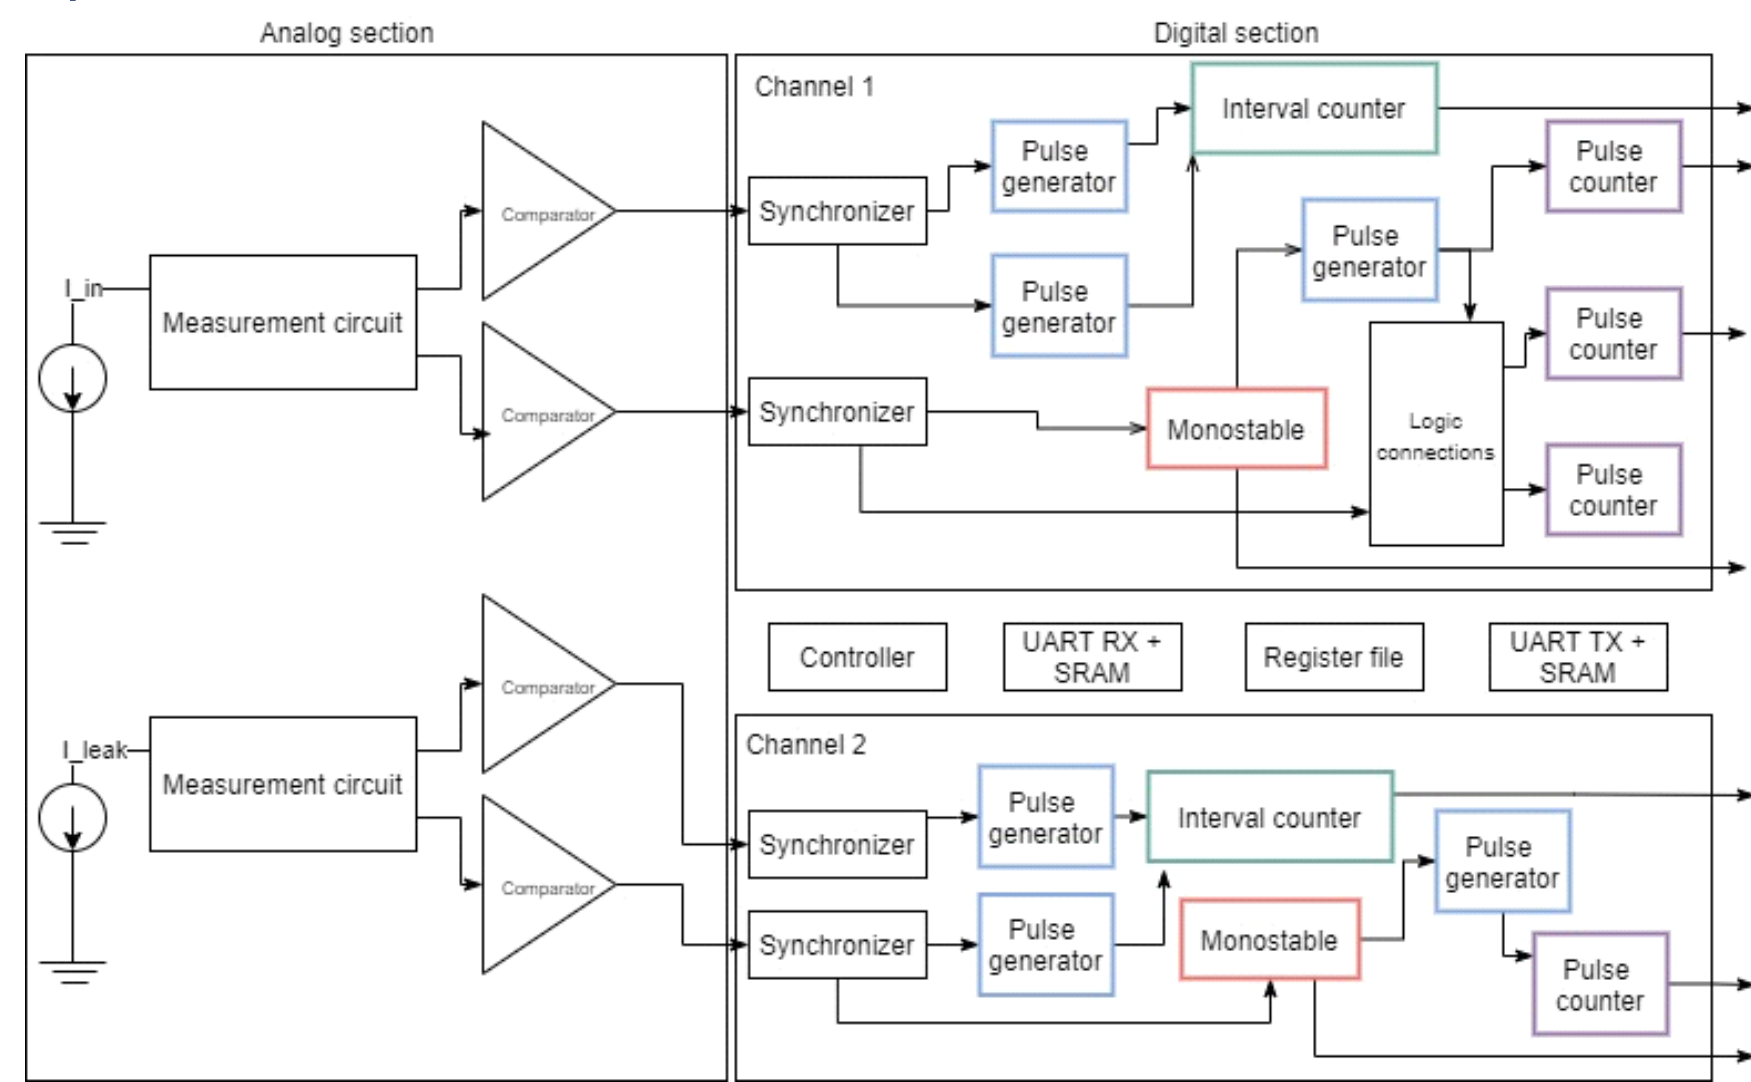 Analog section
Digital section
Channel 1
Interval counter
Pulse
generator
Pulse
counter
Comparator
Synchronizer
Pulse
generator
I_in
Measurement circuit
Pulse
generator
Pulse
counter
Comparator
Synchronizer
Monostable
Logic
connections
Pulse
counter
Controller
UART RX +
SRAM
Register file
UART TX +
SRAM
Comparator
Channel 2
I_leak
Measurement circuit
Pulse
generator
Interval counter
Synchronizer
Pulse
generator
Comparator
Synchronizer
Pulse
generator
Monostable
Pulse
counter